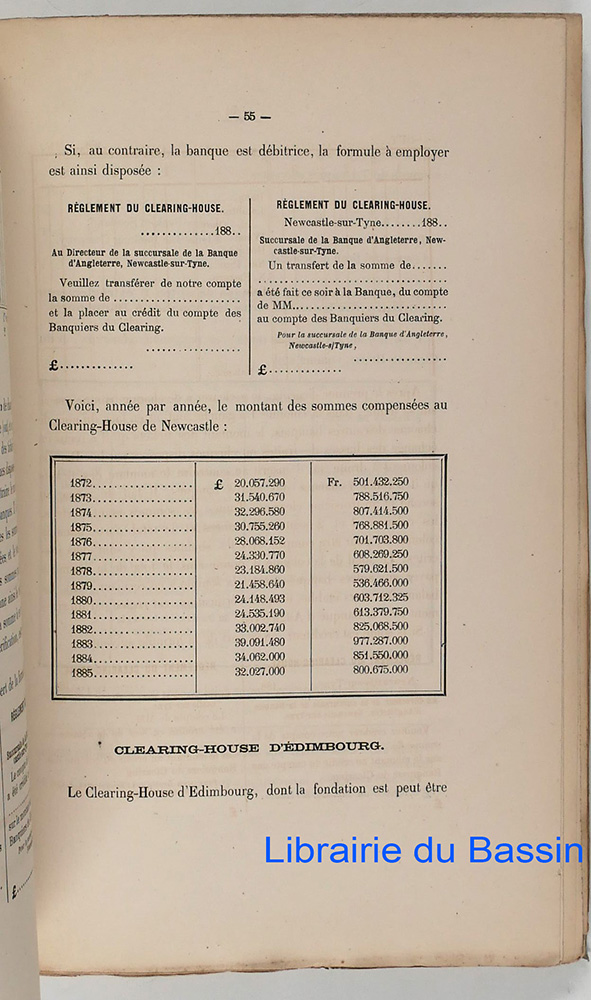 — 55 —
Si, au contraire, la banque est débitrice, la formule à employer
est ainsi disposée :
RÈGLEMENT DU CLEARING-HOUSE.
..............188..
Au Directeur de la succursale de la Banque
d'Angleterre, Newcastle-sur-Tyne.
Veuillez transférer de notre compte
la somme de ........................
et la placer au crédit du compte des
Banquiers du Clearing.
..................
£..............
RÈGLEMENT DU CLEARING-HOUSE.
Newcastle-sur-Tyne........188..
Succursale de la Banque d'Angleterre, New-
castle-sur-Tyne.
Un transfert de la somme de.......
....................................
a été fait ce soir à la Banque, du compte
de MM.............................
au compte des Banquiers du Clearing.
Pour la succursale de la Banque d'Angleterre,
Newcastle-s/Tyne,
..................
£..............
Voici, année par année, le montant des sommes compensées au
Clearing-House de Newcastle :
1872.................... £ 20.057.290 Fr. 501.432.250
1873.................... 31.540.670 788.516.750
1874.................... 32.296.580 807.414.500
1875.................... 30.755.260 768.881.500
1876.................... 28.068.152 701.703.800
1877.................... 24.330.770 608.269.250
1878.................... 23.184.860 579.621.500
1879.................... 21.458.640 536.466.000
1880.................... 24.148.493 603.712.325
1881.................... 24.535.190 613.379.750
1882.................... 33.002.740 825.068.500
1883.................... 39.091.480 977.287.000
1884.................... 34.062.000 851.550.000
1885.................... 32.027.000 800.675.000
CLEARING-HOUSE D'ÉDIMBOURG.
Le Clearing-House d'Edimbourg, dont la fondation est peut être
Librairie du Bassin